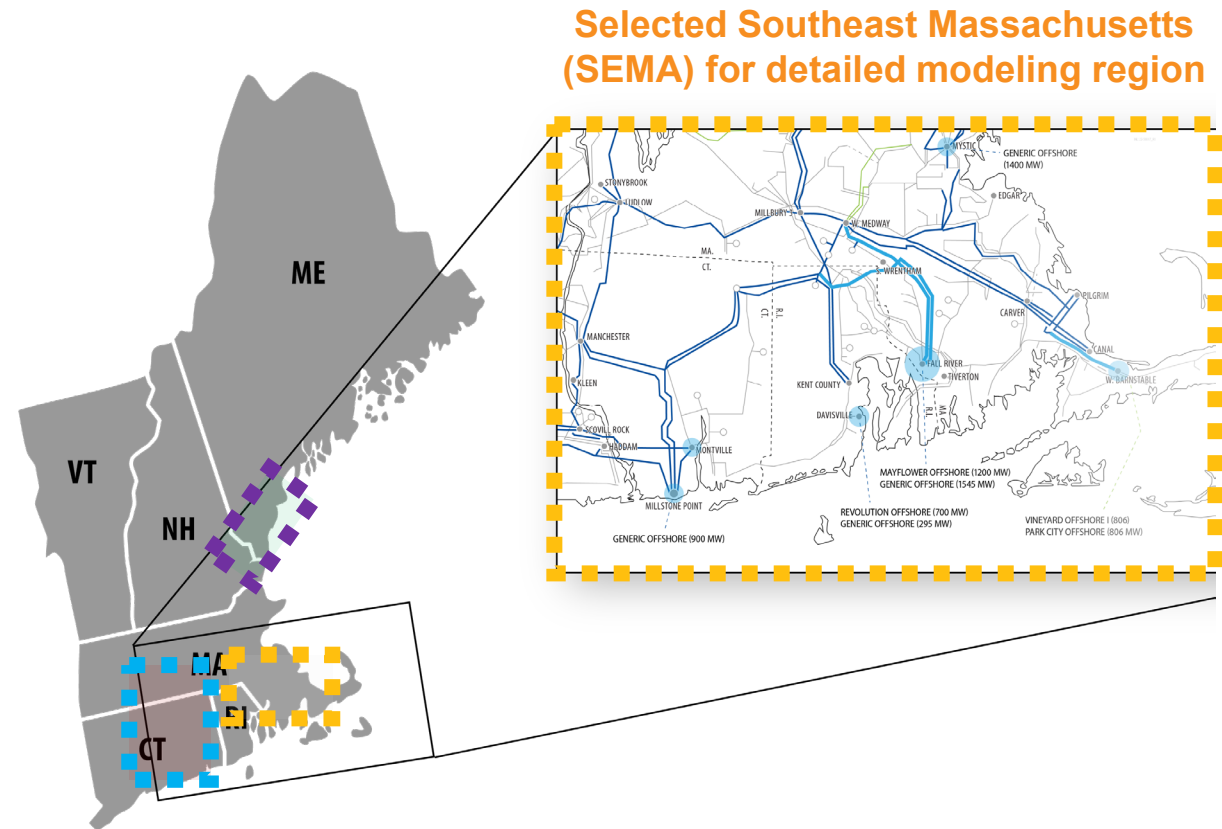 Selected Southeast Massachusetts
(SEMA) for detailed modeling region
ME
VT
NH
MA
RI
CT
MYSTIC
GENERIC OFFSHORE
(1400 MW)
STONYBROOK
LUDLOW
EDGAR
MILLBURY
W. MEDWAY
MA.
CT.
S. WRENTHAM
R.I.
CT.
PILGRIM
CARVER
MANCHESTER
CANAL
FALL RIVER
W. BARNSTABLE
KLEEN
KENT COUNTY
TIVERTON
MA
R.I.
DAVISVILLE
SCOVILL ROCK
HADDAM
MONTVILLE
MAYFLOWER OFFSHORE (1200 MW)
GENERIC OFFSHORE (1545 MW)
MILLSTONE POINT
REVOLUTION OFFSHORE (700 MW)
GENERIC OFFSHORE (295 MW)
VINEYARD OFFSHORE I (806)
PARK CITY OFFSHORE (806 MW)
GENERIC OFFSHORE (900 MW)